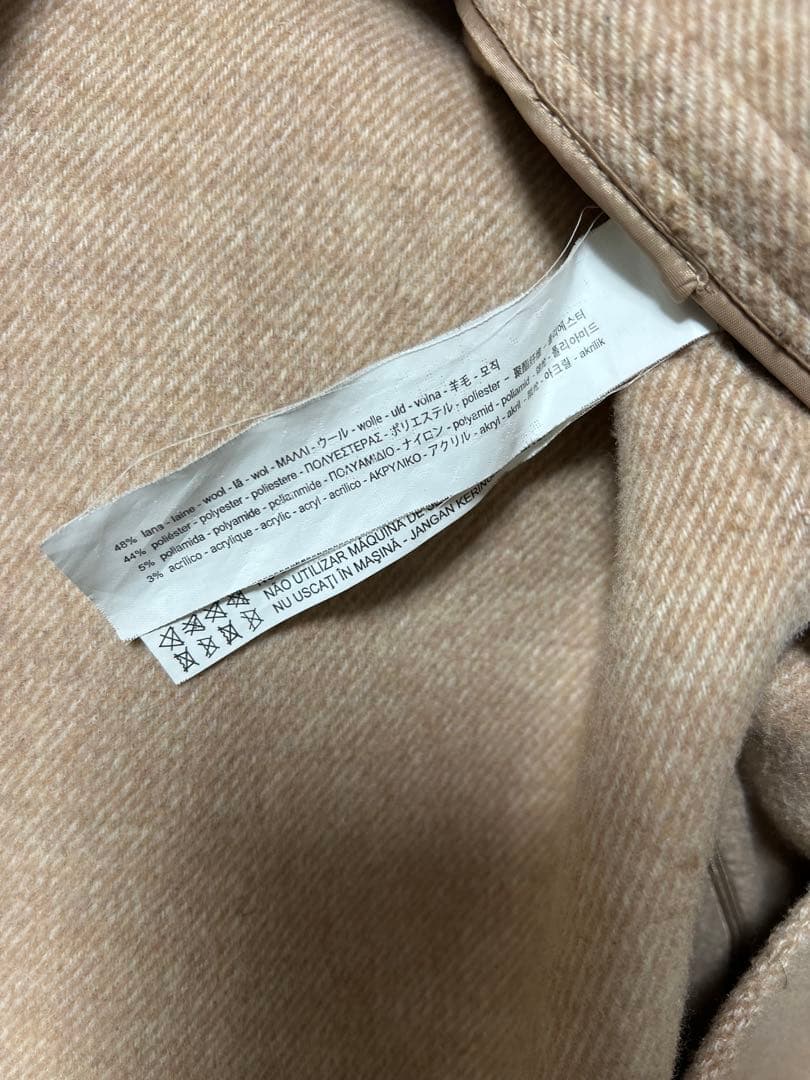 48% lana - laine - wool - lã - wol - ΜΑΛΛΙ - ウール - wolle - uld - volna - 羊毛 - 모직
44% poliéster - polyester - poliestere - ΠΟΛΥΕΣΤΕΡΑΣ - ポリエステル - poliester - 聚酯纤维 - 폴리에스터
5% poliamida - polyamide - poliammide - ΠΟΛΥΑΜΙΔΙΟ - ナイロン - polyamid - poliamid - 폴리아미드
3% acrílico - acrylique - acrylic - acryl - acrilico - ΑΚΡΥΛΙΚΟ - アクリル - akryl - akril - 아크릴 - akrilik
NÃO UTILIZAR MÁQUINA DE
NU USCAȚI ÎN MAȘINĂ - JANGAN KERING